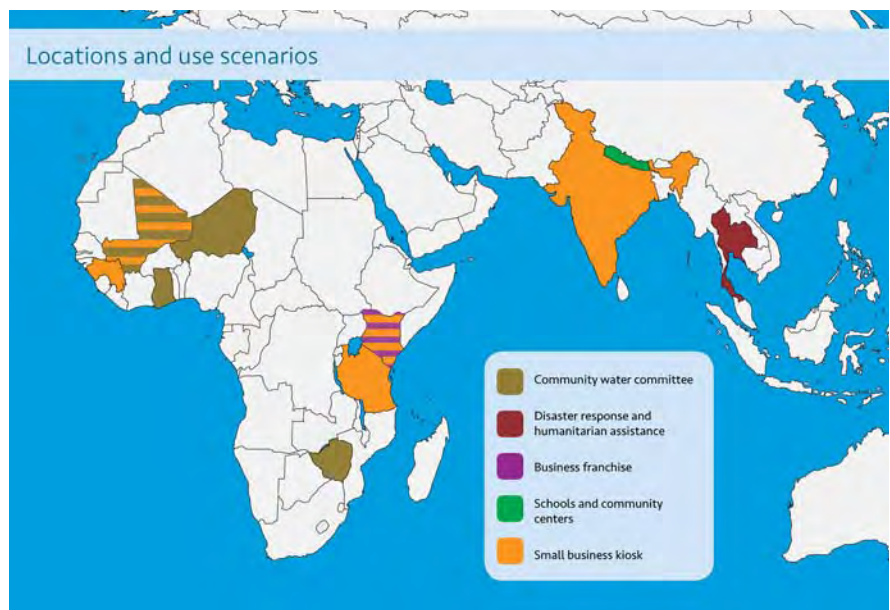 Locations and use scenarios
Community water committee
Disaster response and
humanitarian assistance
Business franchise
Schools and community
centers
Small business kiosk